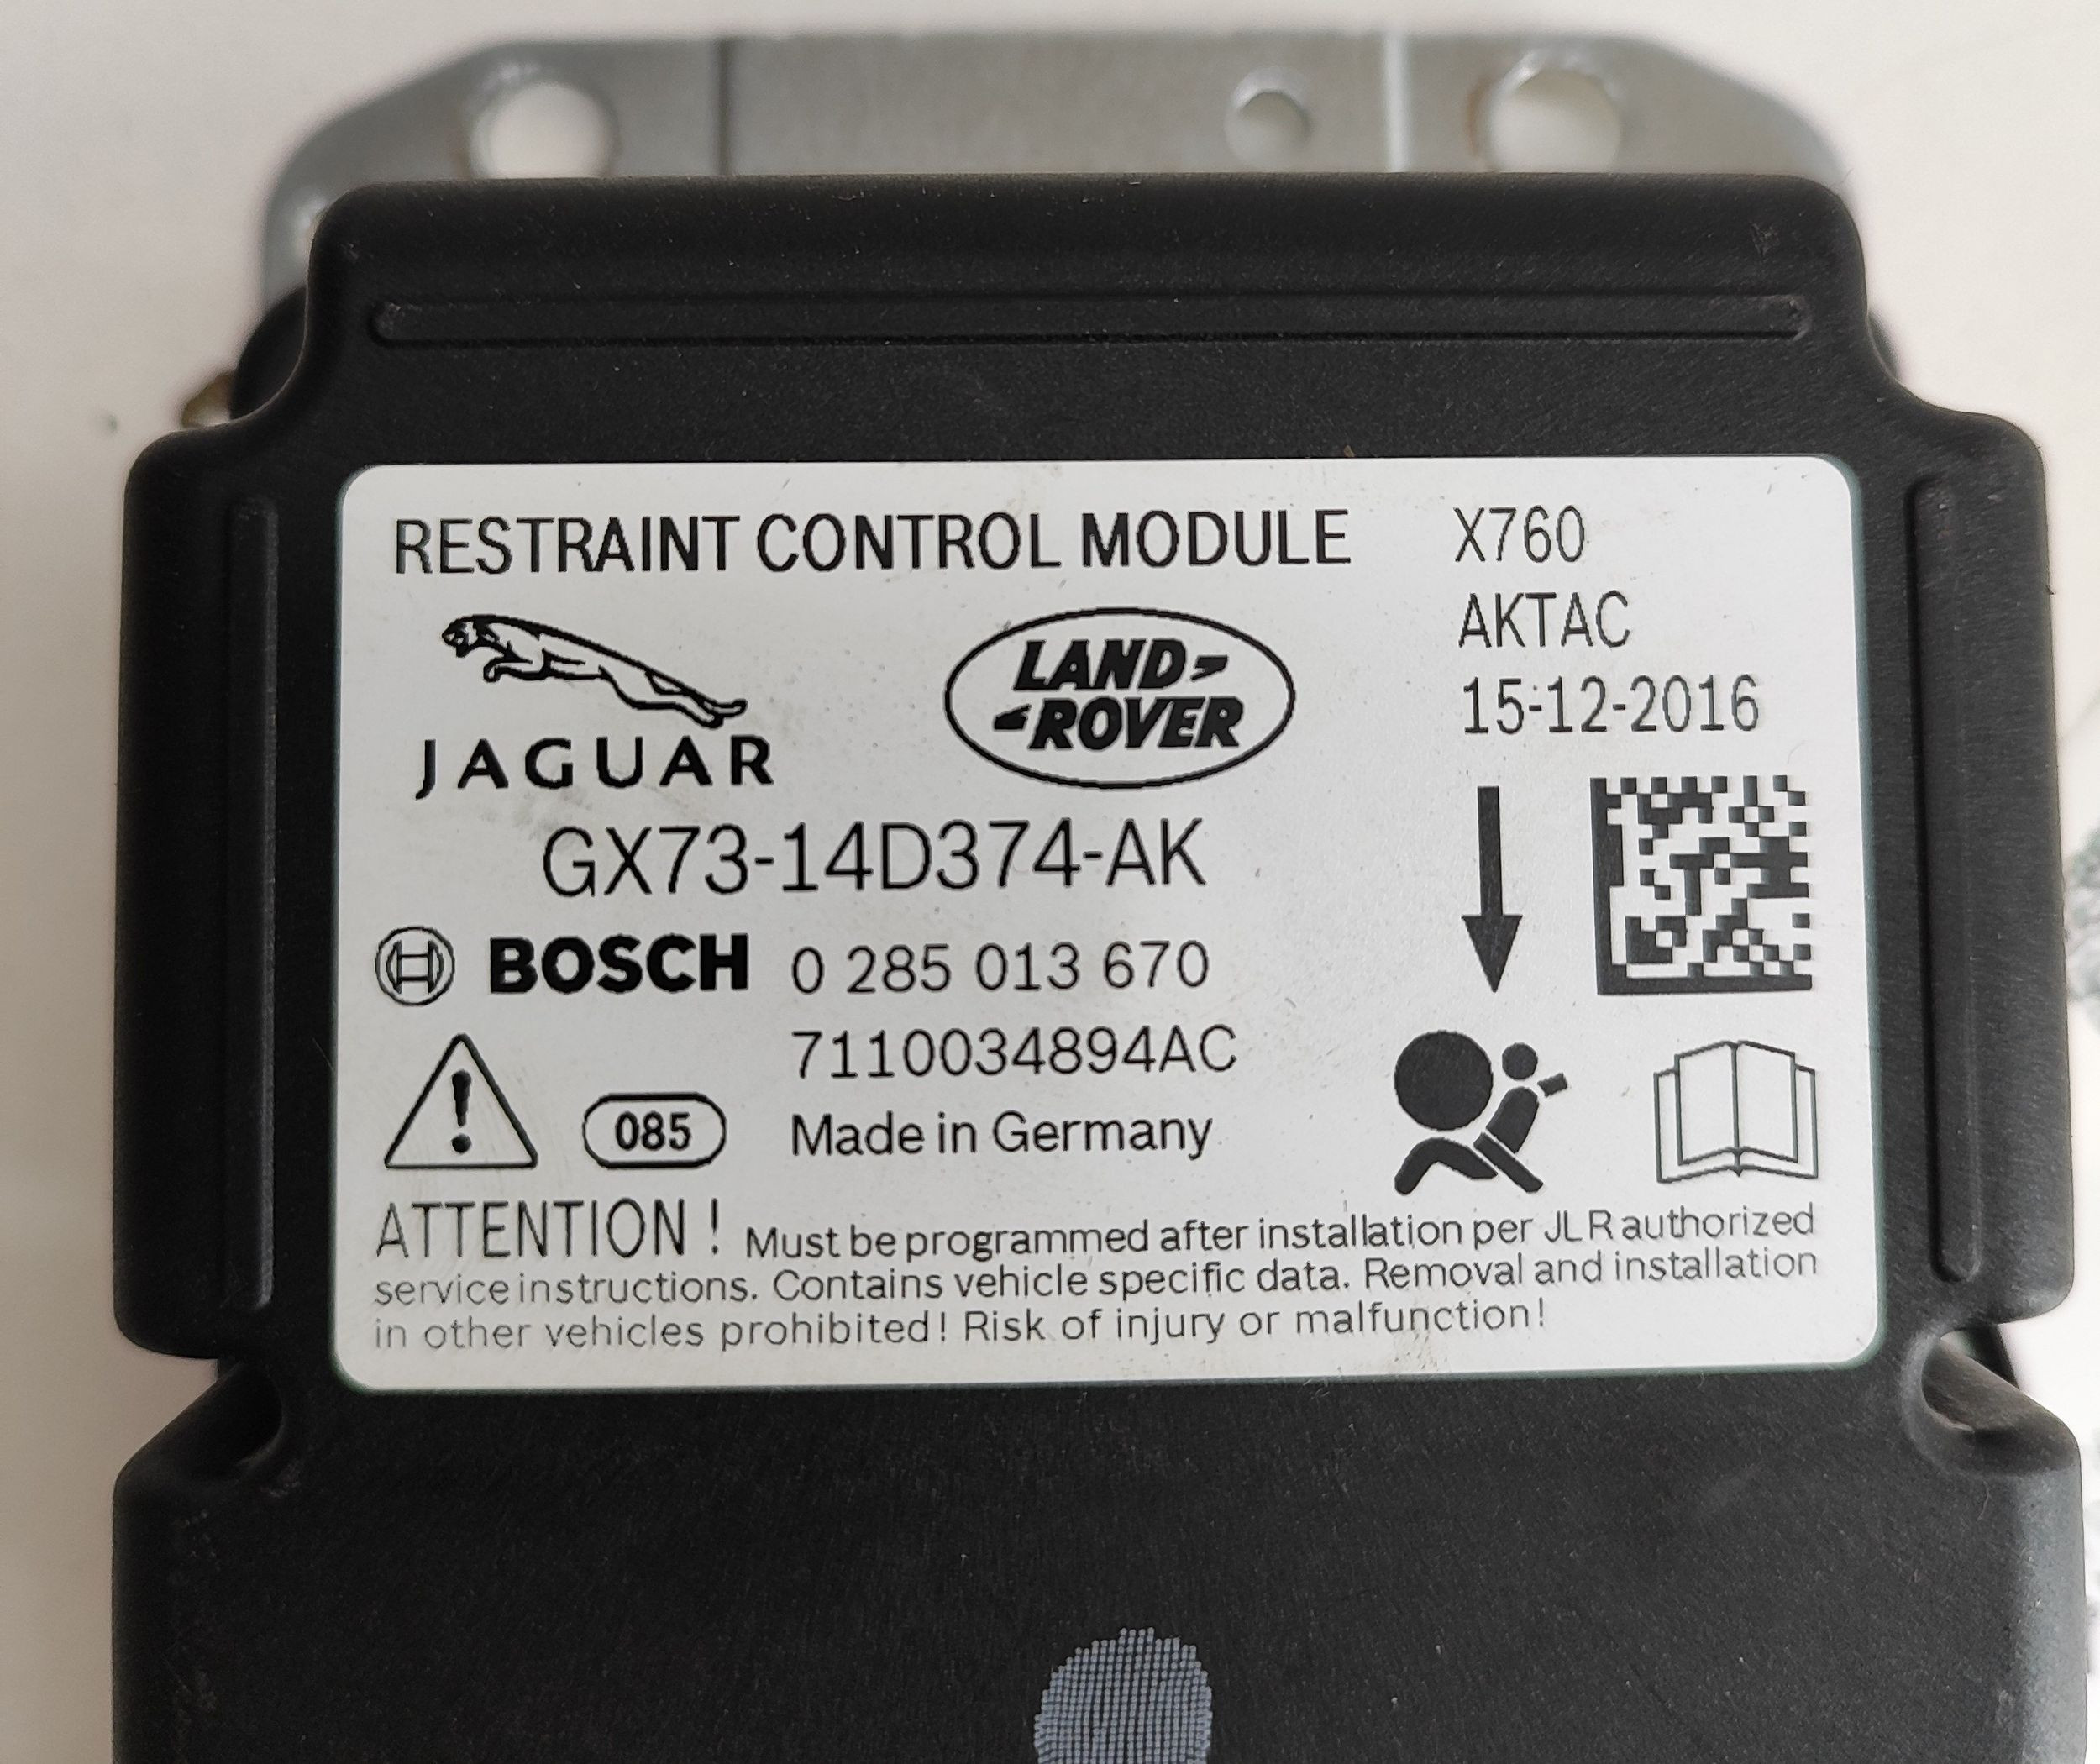 RESTRAINT CONTROL MODULE
X760
AKTAC
15-12-2016
JAGUAR
LAND
ROVER
GX73-14D374-AK
BOSCH 0 285 013 670
7110034894AC
085
Made in Germany
ATTENTION ! Must be programmed after installation per JLR authorized
service instructions. Contains vehicle specific data. Removal and installation
in other vehicles prohibited! Risk of injury or malfunction!